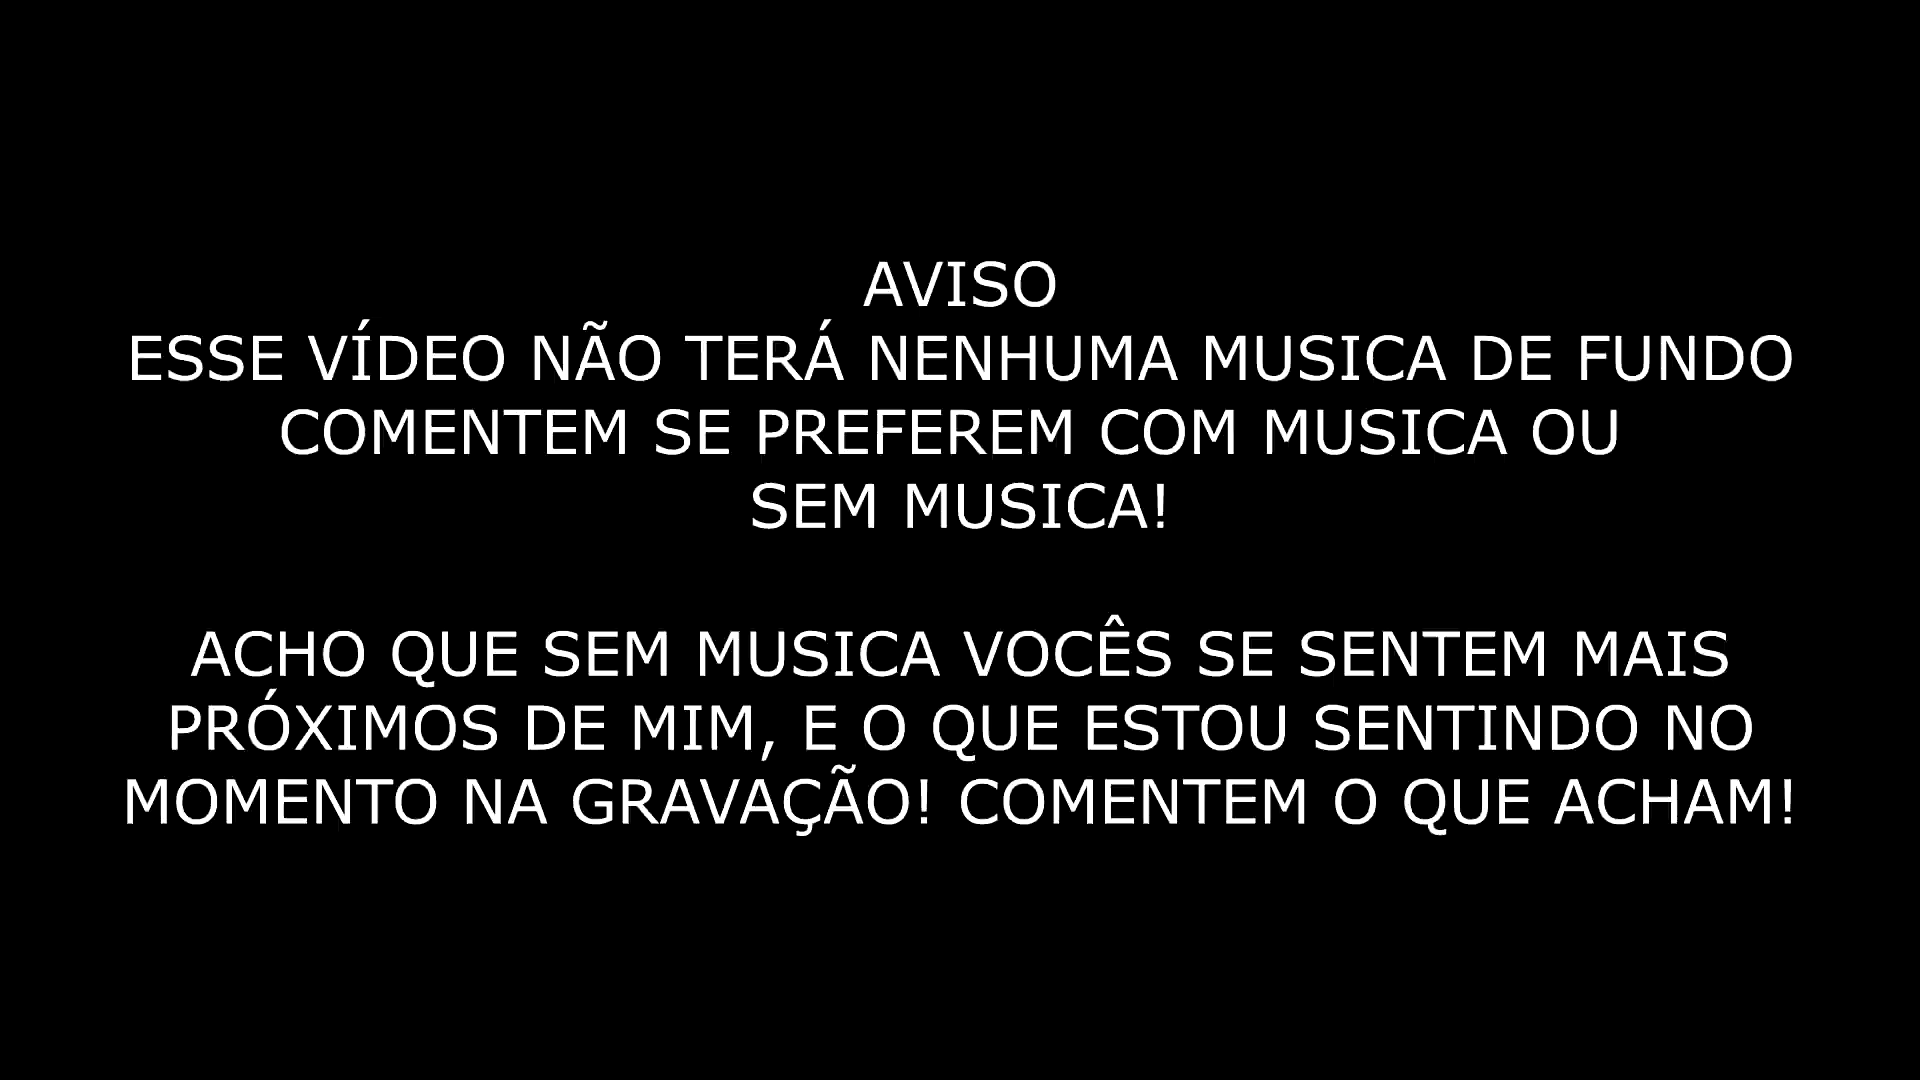 AVISO
ESSE VÍDEO NÃO TERÁ NENHUMA MUSICA DE FUNDO
COMENTEM SE PREFEREM COM MUSICA OU
SEM MUSICA!
ACHO QUE SEM MUSICA VOCÊS SE SENTEM MAIS
PRÓXIMOS DE MIM, E O QUE ESTOU SENTINDO NO
MOMENTO NA GRAVAÇÃO! COMENTEM O QUE ACHAM!